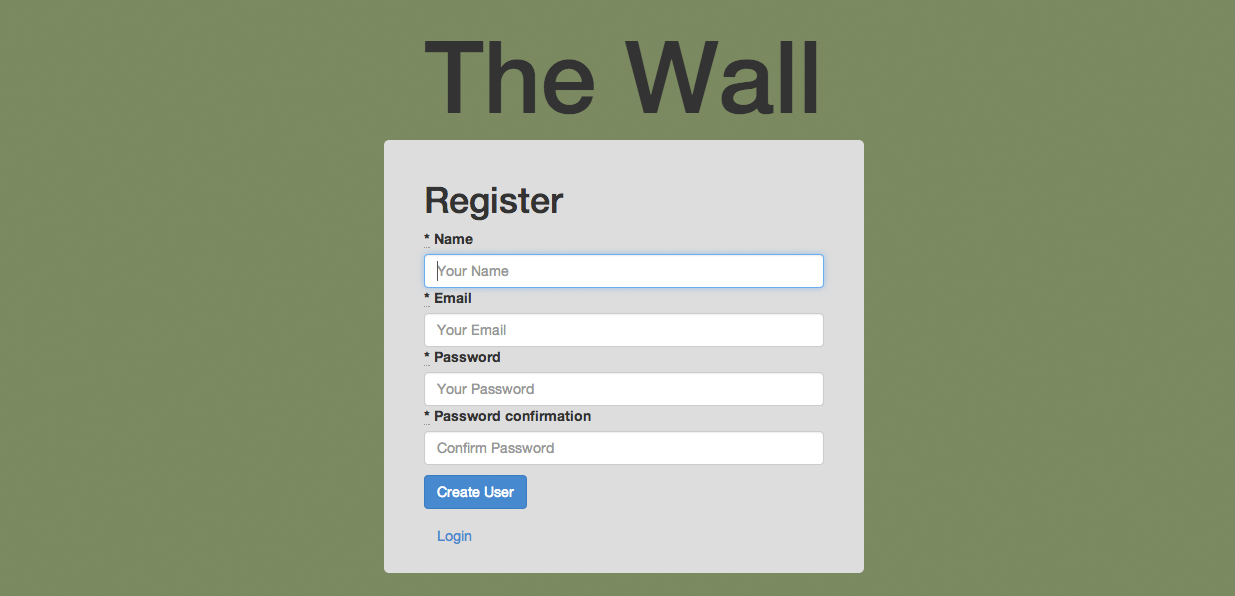 The Wall
Register
* Name
Your Name
* Email
Your Email
* Password
Your Password
* Password confirmation
Confirm Password
Create User
Login